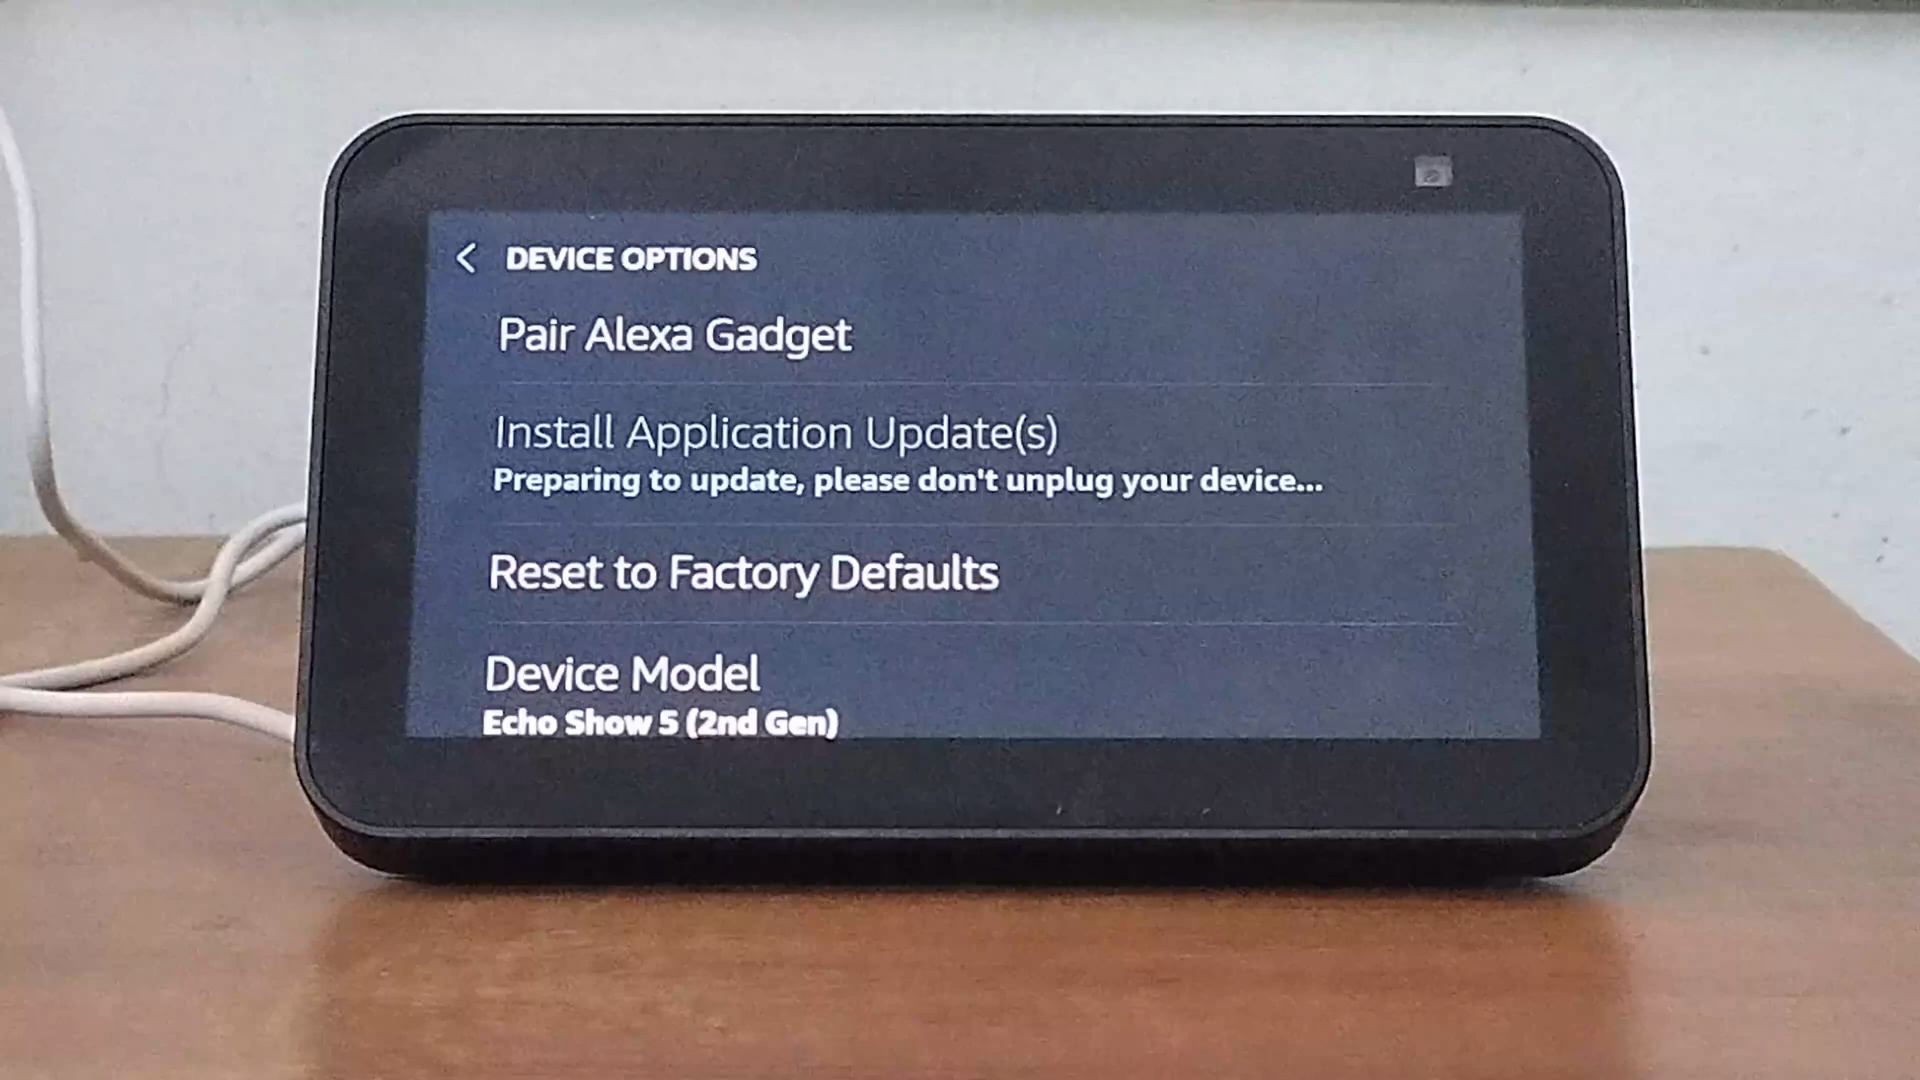 DEVICE OPTIONS
Pair Alexa Gadget
Install Application Update(s)
Preparing to update, please don't unplug your device...
Reset to Factory Defaults
Device Model
Echo Show 5 (2nd Gen)